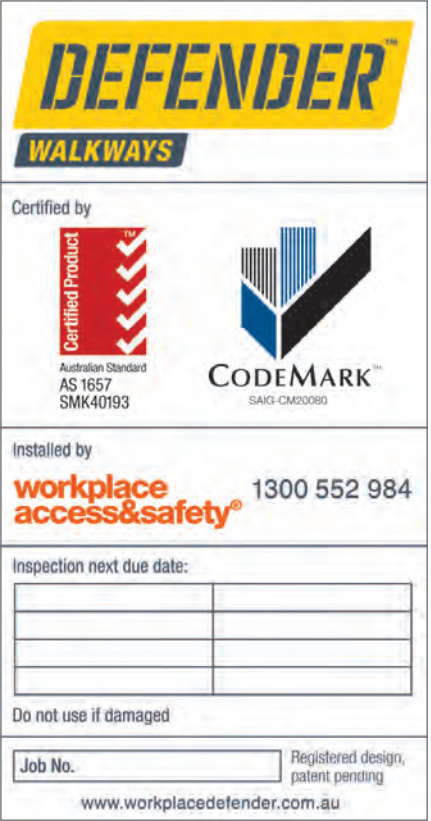 DEFENDER™
WALKWAYS
Certified by
Certified Product
TM
Australian Standard
AS 1657
SMK40193
CODEMARK™
SAIG-CM20080
Installed by
workplace
access&safety®
1300 552 984
Inspection next due date:
Do not use if damaged
Job No.
Registered design,
patent pending
www.workplacedefender.com.au